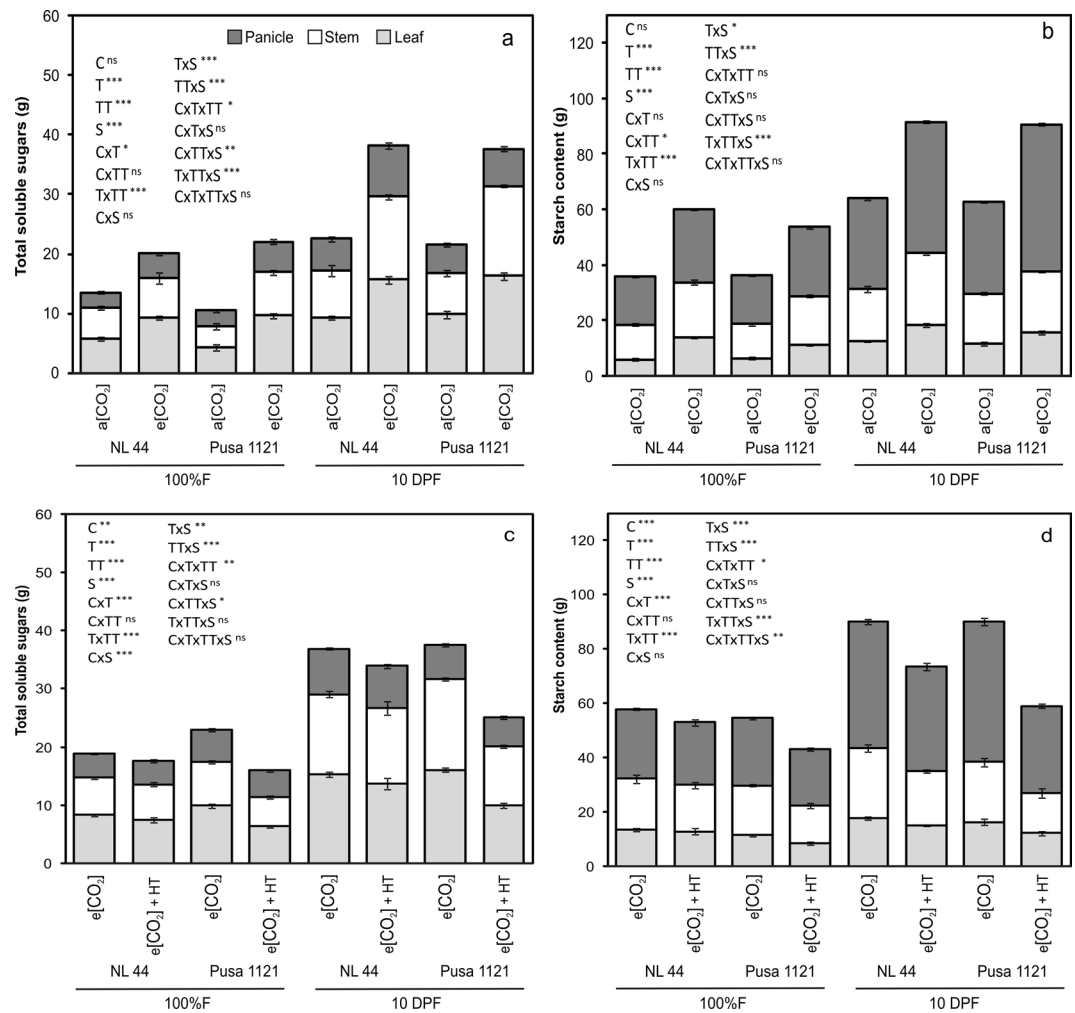 a
Panicle Stem Leaf
Total soluble sugars (g)
60
50
40
30
20
10
0
C ns
T ***
TT ***
S ***
CxT *
CxTT ns
TxTT ***
CxS ns
TxS ***
TTxS ***
CxTxTT *
CxTxS ns
CxTTxS **
TxTTxS ***
CxTxTTxS ns
a[CO₂] e[CO₂] a[CO₂] e[CO₂] a[CO₂] e[CO₂] a[CO₂] e[CO₂]
NL 44 Pusa 1121 NL 44 Pusa 1121
100%F 10 DPF
b
Starch content (g)
120
100
80
60
40
20
0
C ns
T ***
TT ***
S ***
CxT ns
CxTT *
TxTT ***
CxS ns
TxS *
TTxS ***
CxTxTT ns
CxTxS ns
CxTTxS ns
TxTTxS ***
CxTxTTxS ns
a[CO₂] e[CO₂] a[CO₂] e[CO₂] a[CO₂] e[CO₂] a[CO₂] e[CO₂]
NL 44 Pusa 1121 NL 44 Pusa 1121
100%F 10 DPF
c
Total soluble sugars (g)
60
50
40
30
20
10
0
C **
T ***
TT ***
S ***
CxT ***
CxTT ns
TxTT ***
CxS ***
TxS **
TTxS ***
CxTxTT **
CxTxS ns
CxTTxS *
TxTTxS ns
CxTxTTxS ns
e[CO₂] e[CO₂] + HT e[CO₂] e[CO₂] + HT e[CO₂] e[CO₂] + HT e[CO₂] e[CO₂] + HT
NL 44 Pusa 1121 NL 44 Pusa 1121
100%F 10 DPF
d
Starch content (g)
120
100
80
60
40
20
0
C ***
T ***
TT ***
S ***
CxT ***
CxTT ns
TxTT ***
CxS ns
TxS ***
TTxS ***
CxTxTT *
CxTxS ns
CxTTxS ns
TxTTxS ***
CxTxTTxS **
e[CO₂] e[CO₂] + HT e[CO₂] e[CO₂] + HT e[CO₂] e[CO₂] + HT e[CO₂] e[CO₂] + HT
NL 44 Pusa 1121 NL 44 Pusa 1121
100%F 10 DPF